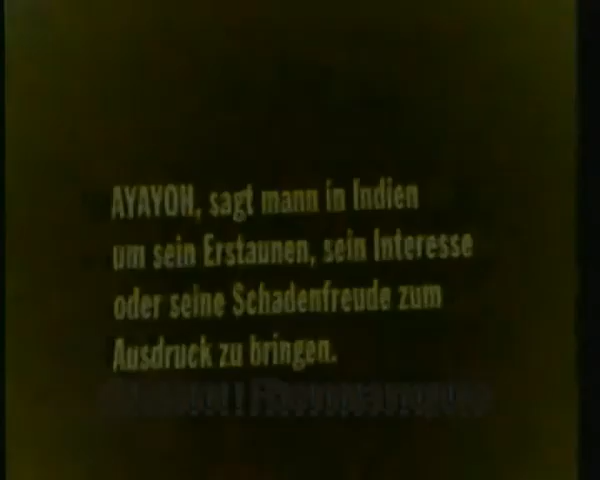 AYAYOH, sagt mann in Indien
um sein Erstaunen, sein Interesse
oder seine Schadenfreude zum
Ausdruck zu bringen.